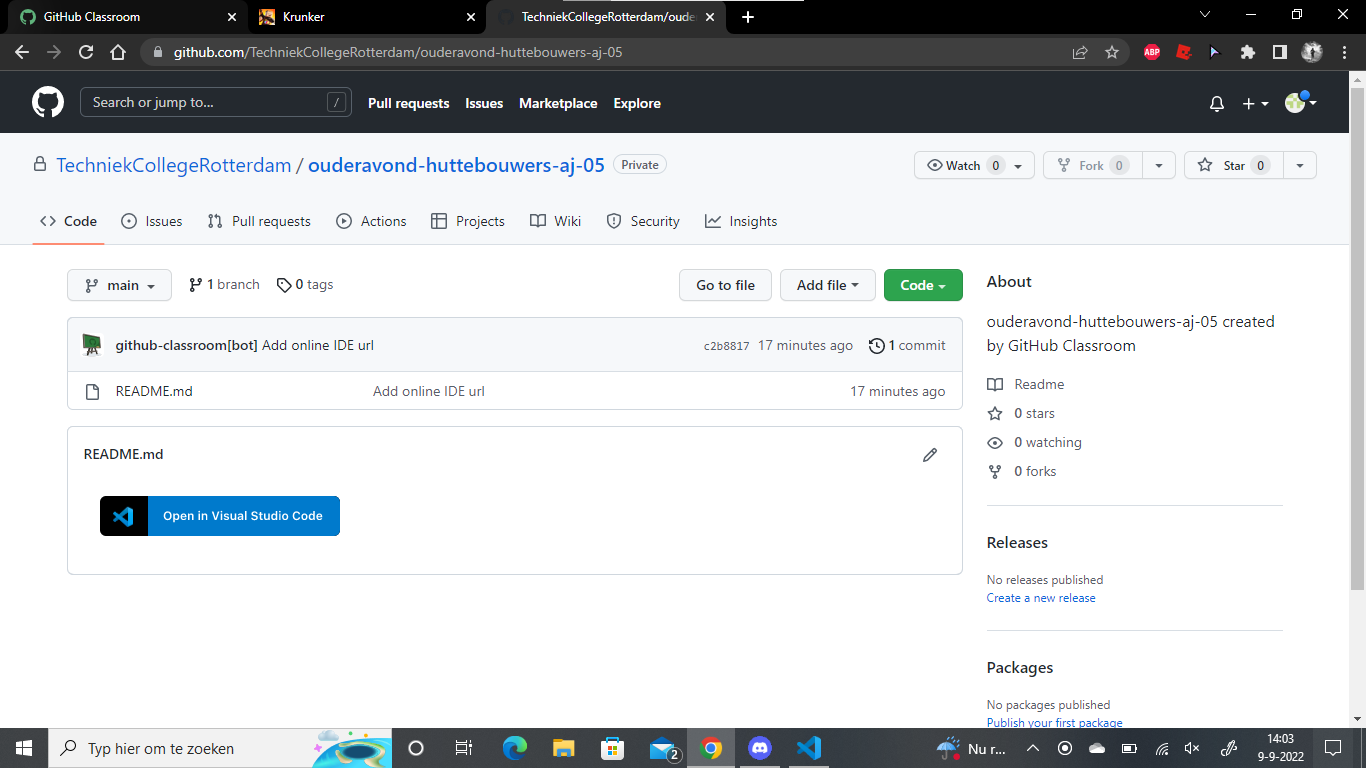 GitHub Classroom
Krunker
TechniekCollegeRotterdam/oude
github.com/TechniekCollegeRotterdam/ouderavond-huttebouwers-aj-05
ABP
Search or jump to... /
Pull requests Issues Marketplace Explore
TechniekCollegeRotterdam / ouderavond-huttebouwers-aj-05 Private
Watch 0 Fork 0 Star 0
Code Issues Pull requests Actions Projects Wiki Security Insights
main 1 branch 0 tags Go to file Add file Code
github-classroom[bot] Add online IDE url c2b8817 17 minutes ago 1 commit
README.md Add online IDE url 17 minutes ago
README.md
Open in Visual Studio Code
About
ouderavond-huttebouwers-aj-05 created
by GitHub Classroom
Readme
0 stars
0 watching
0 forks
Releases
No releases published
Create a new release
Packages
No packages published
Publish your first package
Typ hier om te zoeken
2
Nu r...
14:03
9-9-2022